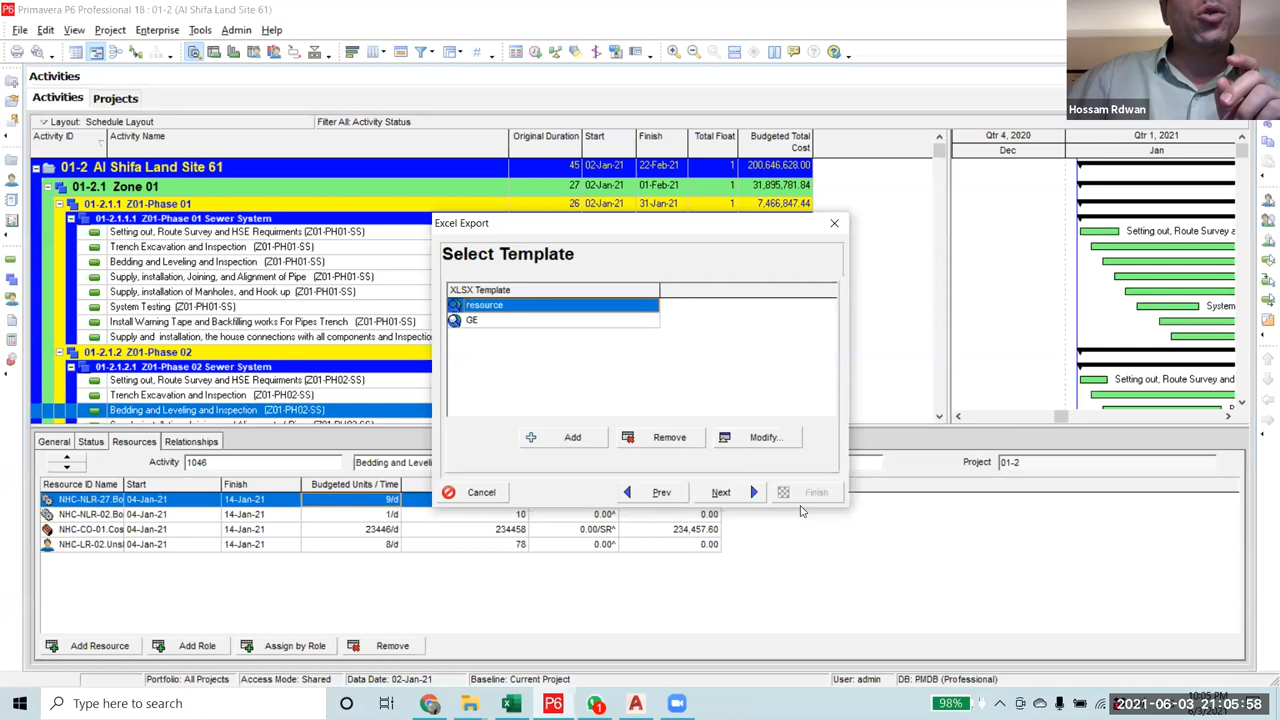 Primavera P6 Professional 18 : 01-2 (Al Shifa Land Site 61)
File Edit View Project Enterprise Tools Admin Help
Activities
Activities Projects
Layout: Schedule Layout Filter All: Activity Status
Activity ID Activity Name Original Duration Start Finish Total Float Budgeted Total Cost
Qtr 4, 2020 Qtr 1, 2021
Dec Jan
01-2 Al Shifa Land Site 61 45 02-Jan-21 22-Feb-21 1 200,646,628.00
01-2.1 Zone 01 27 02-Jan-21 01-Feb-21 1 31,895,781.84
01-2.1.1 Z01-Phase 01 26 02-Jan-21 31-Jan-21 1 7,466,847.44
01-2.1.1.1 Z01-Phase 01 Sewer System
Setting out, Route Survey and HSE Requirments (Z01-PH01-SS)
Setting out, Route Survey a
Trench Excavation and Inspection (Z01-PH01-SS)
Bedding and Leveling and Inspection (Z01-PH01-SS)
Supply, installation, Joining, and Alignment of Pipe (Z01-PH01-SS)
Supply, installation of Manholes, and Hook up (Z01-PH01-SS)
System Testing (Z01-PH01-SS)
System
Install Warning Tape and Backfilling works For Pipes Trench (Z01-PH01-SS)
Supply and installation, the house connections with all components and Inspect
01-2.1.2 Z01-Phase 02
01-2.1.2.1 Z01-Phase 02 Sewer System
Setting out, Route Survey and HSE Requirments (Z01-PH02-SS)
Setting out, Route Survey and
Trench Excavation and Inspection (Z01-PH02-SS)
Bedding and Leveling and Inspection (Z01-PH02-SS)
Excel Export
Select Template
XLSX Template
resource
GE
Add Remove Modify...
Cancel Prev Next Finish
General Status Resources Relationships
Activity 1046 Bedding and Leveli Project 01-2
Resource ID Name Start Finish Budgeted Units / Time
NHC-NLR-27.Bo 04-Jan-21 14-Jan-21 9/d
NHC-NLR-02.Bo 04-Jan-21 14-Jan-21 1/d 10 0.00^ 0.00
NHC-CO-01.Cos 04-Jan-21 14-Jan-21 23446/d 234458 0.00/SR^ 234,457.60
NHC-LR-02.Uns 04-Jan-21 14-Jan-21 8/d 78 0.00^ 0.00
Add Resource Add Role Assign by Role Remove
Portfolio: All Projects Access Mode: Shared Data Date: 02-Jan-21 Baseline: Current Project User: admin DB: PMDB (Professional)
Type here to search
98%
2021-06-03 21:05:58
Hossam Rdwan